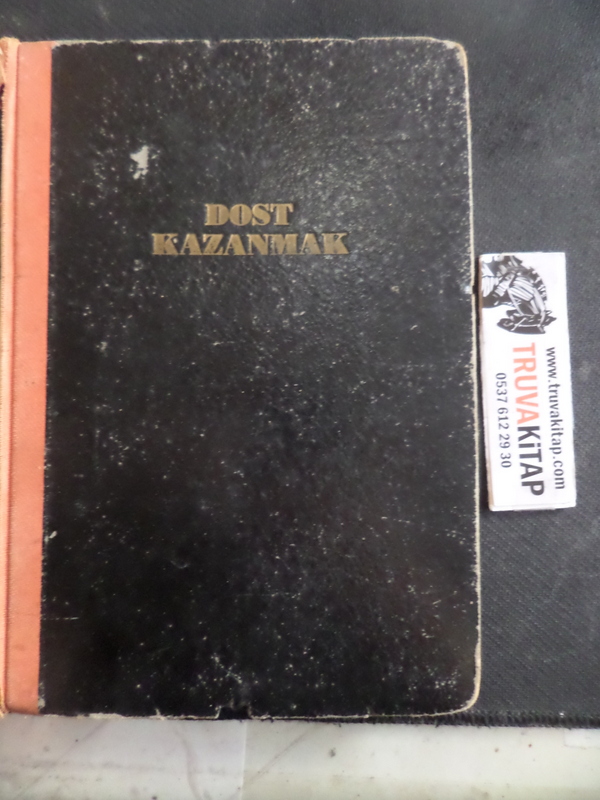 DOST
KAZANMAK
www.truvakitap.com
TRUVAKiTAP
0537 612 29 30